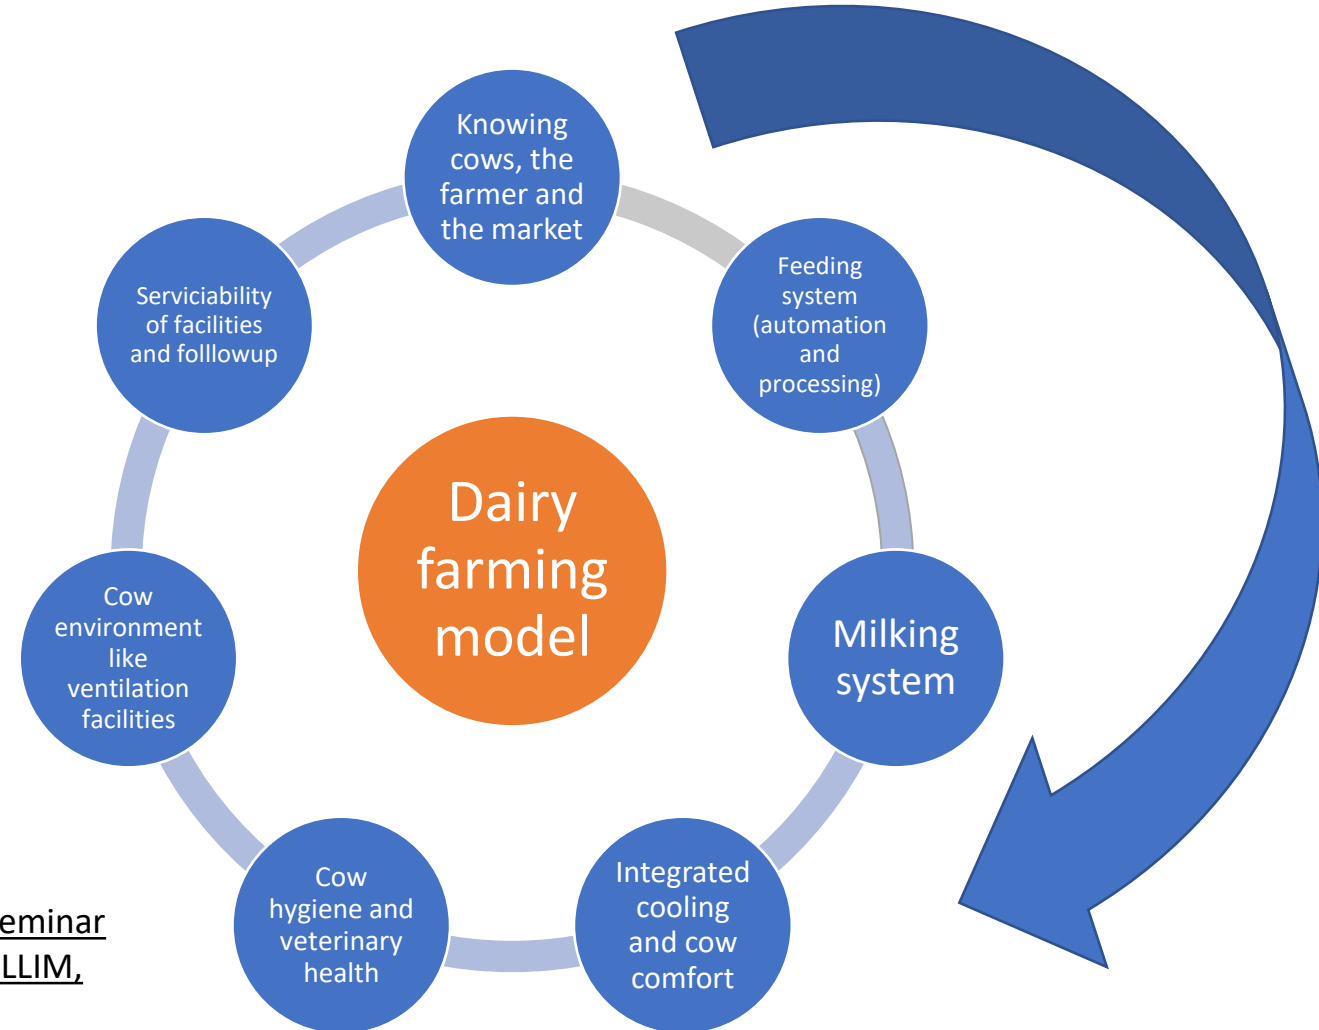 Knowing
cows, the
farmer and
the market
Feeding
system
(automation
and
processing)
Milking
system
Integrated
cooling
and cow
comfort
Cow
hygiene and
veterinary
health
Cow
environment
like
ventilation
facilities
Serviciability
of facilities
and folllowup
Dairy
farming
model
eminar
LLIM,